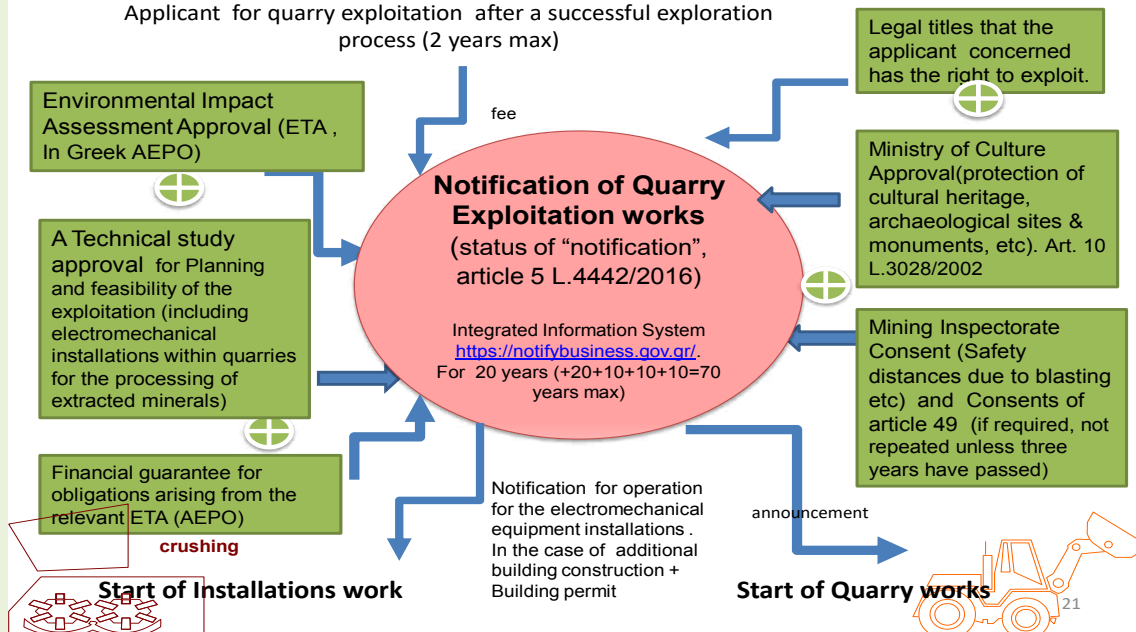 Applicant for quarry exploitation after a successful exploration
process (2 years max)
fee
Environmental Impact
Assessment Approval (ETA ,
In Greek AEPO)
A Technical study
approval for Planning
and feasibility of the
exploitation (including
electromechanical
installations within quarries
for the processing of
extracted minerals)
Financial guarantee for
obligations arising from the
relevant ETA (AEPO)
Notification of Quarry
Exploitation works
(status of “notification”,
article 5 L.4442/2016)
Integrated Information System
https://notifybusiness.gov.gr/.
For 20 years (+20+10+10+10=70
years max)
Legal titles that the
applicant concerned
has the right to exploit.
Ministry of Culture
Approval(protection of
cultural heritage,
archaeological sites &
monuments, etc). Art. 10
L.3028/2002
Mining Inspectorate
Consent (Safety
distances due to blasting
etc) and Consents of
article 49 (if required, not
repeated unless three
years have passed)
crushing
Start of Installations work
Notification for operation
for the electromechanical
equipment installations .
In the case of additional
building construction +
Building permit
announcement
Start of Quarry works
21